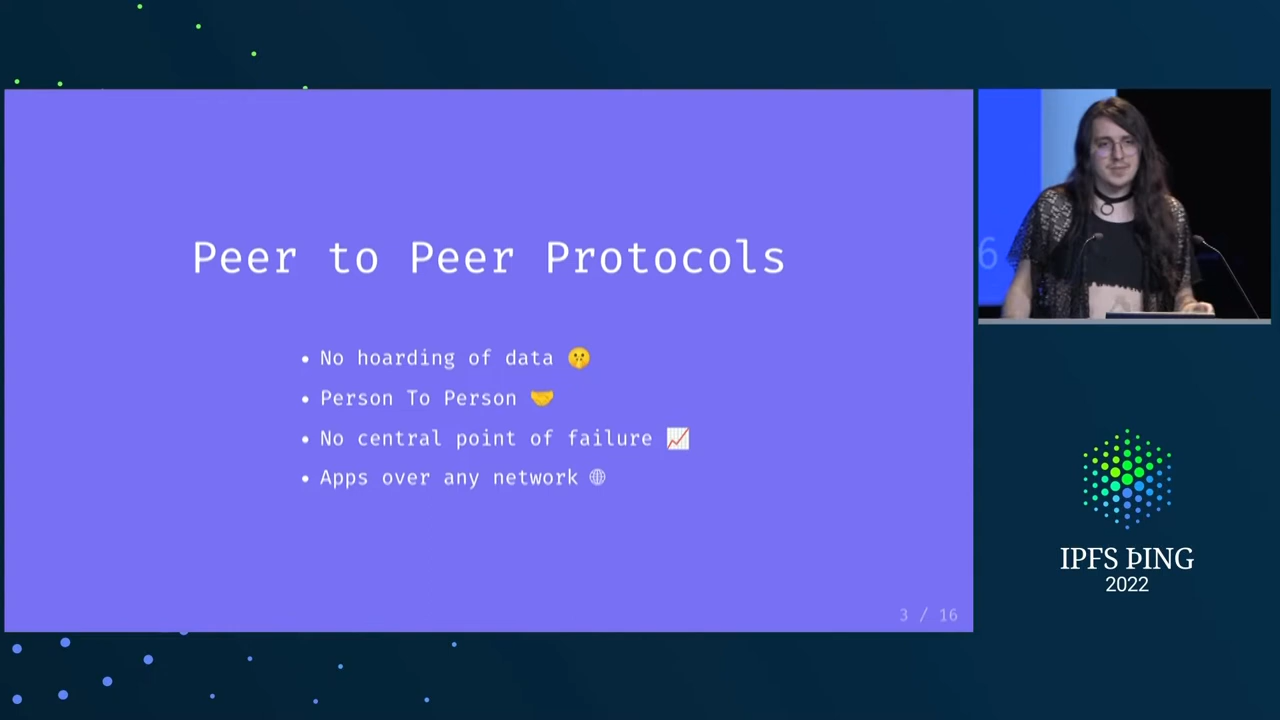 Peer to Peer Protocols
• No hoarding of data 🤫
• Person To Person 🤝
• No central point of failure 📈
• Apps over any network 🌐
3 / 16
6
IPFS ÞING
2022